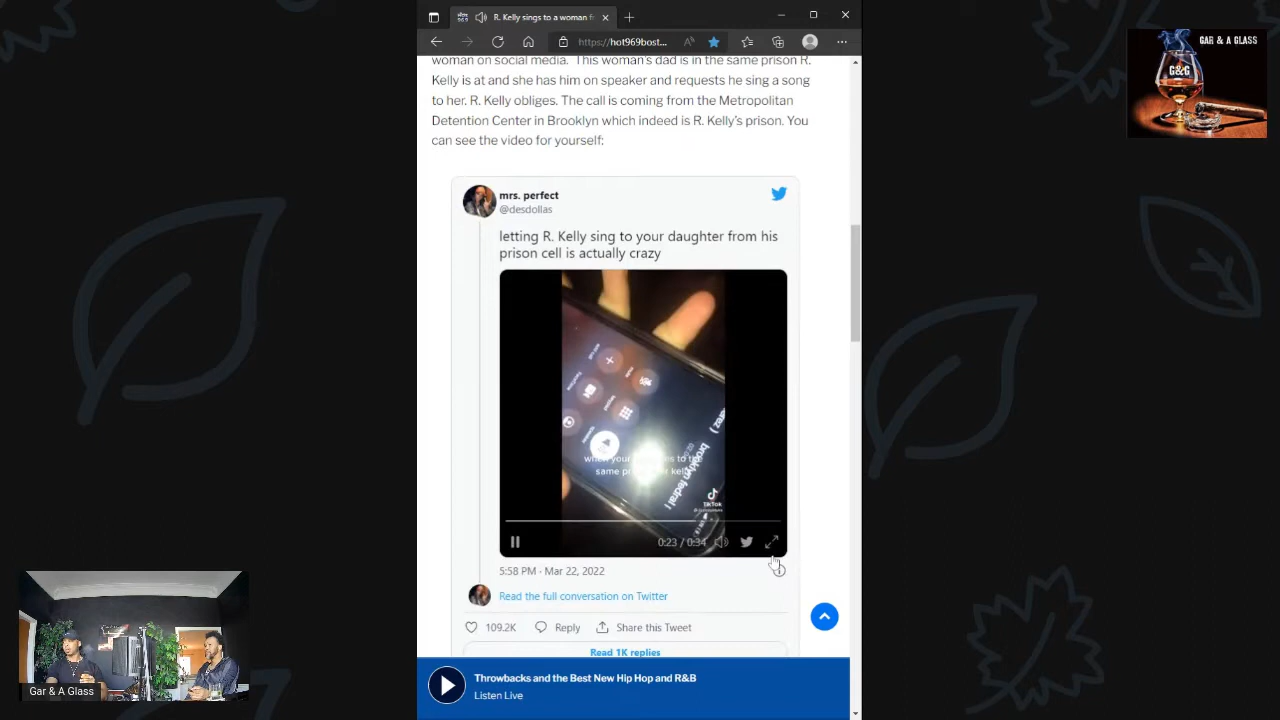 R. Kelly sings to a woman f
https://hot969bost...
GAR & A GLASS
G&G
woman on social media. This woman's dad is in the same prison R.
Kelly is at and she has him on speaker and requests he sing a song
to her. R. Kelly obliges. The call is coming from the Metropolitan
Detention Center in Brooklyn which indeed is R. Kelly's prison. You
can see the video for yourself:
mrs. perfect
@desdollas
letting R. Kelly sing to your daughter from his
prison cell is actually crazy
brooklyn fedral (
TikTok
0:23 / 0:34
5:58 PM · Mar 22, 2022
Read the full conversation on Twitter
109.2K
Reply
Share this Tweet
Read 1K replies
Throwbacks and the Best New Hip Hop and R&B
Listen Live
Gar & A Glass